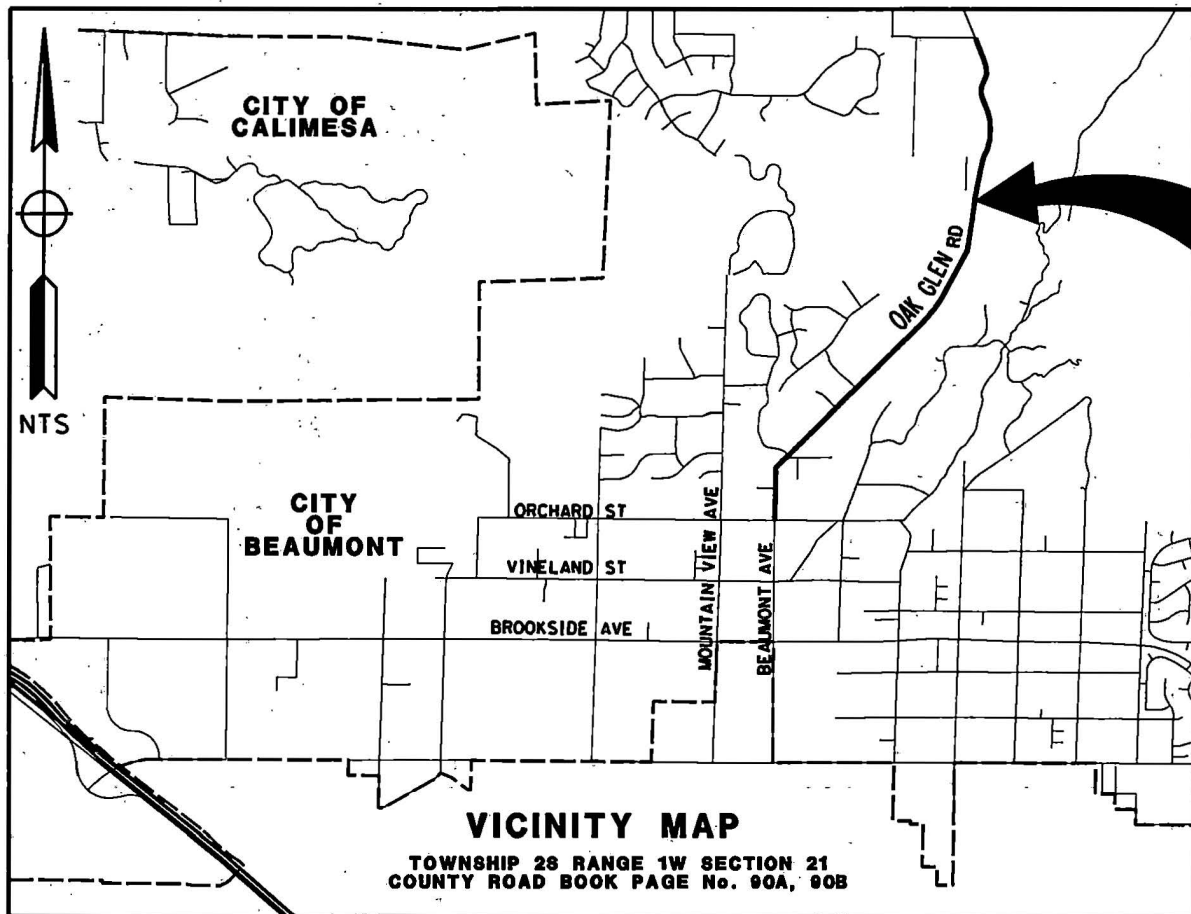 CITY OF
CALIMESA
NTS
OAK GLEN RD
CITY
OF
BEAUMONT
ORCHARD ST
VINELAND ST
BROOKSIDE AVE
MOUNTAIN VIEW AVE
BEAUMONT AVE
VICINITY MAP
TOWNSHIP 2S RANGE 1W SECTION 21
COUNTY ROAD BOOK PAGE No. 90A, 90B